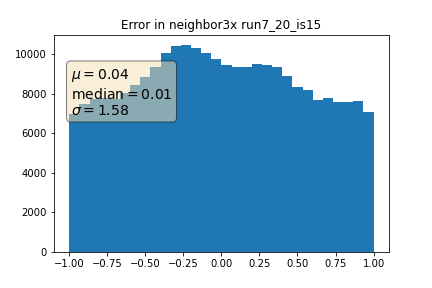 Error in neighbor3x run7_20_is15
10000
8000
6000
4000
2000
0
μ = 0.04
median = 0.01
σ = 1.58
−1.00 −0.75 −0.50 −0.25 0.00 0.25 0.50 0.75 1.00